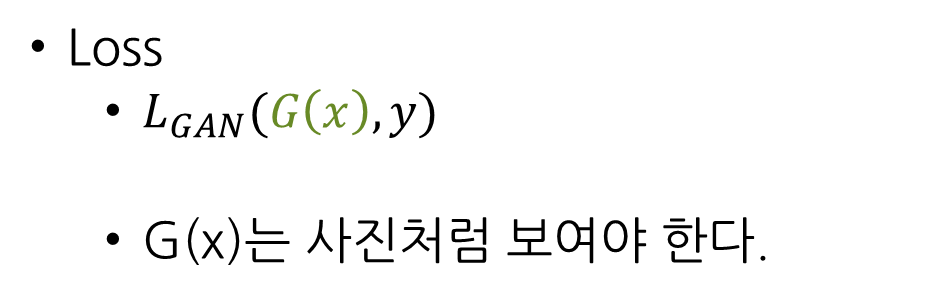 • Loss
• L_GAN(G(x), y)
• G(x)는 사진처럼 보여야 한다.